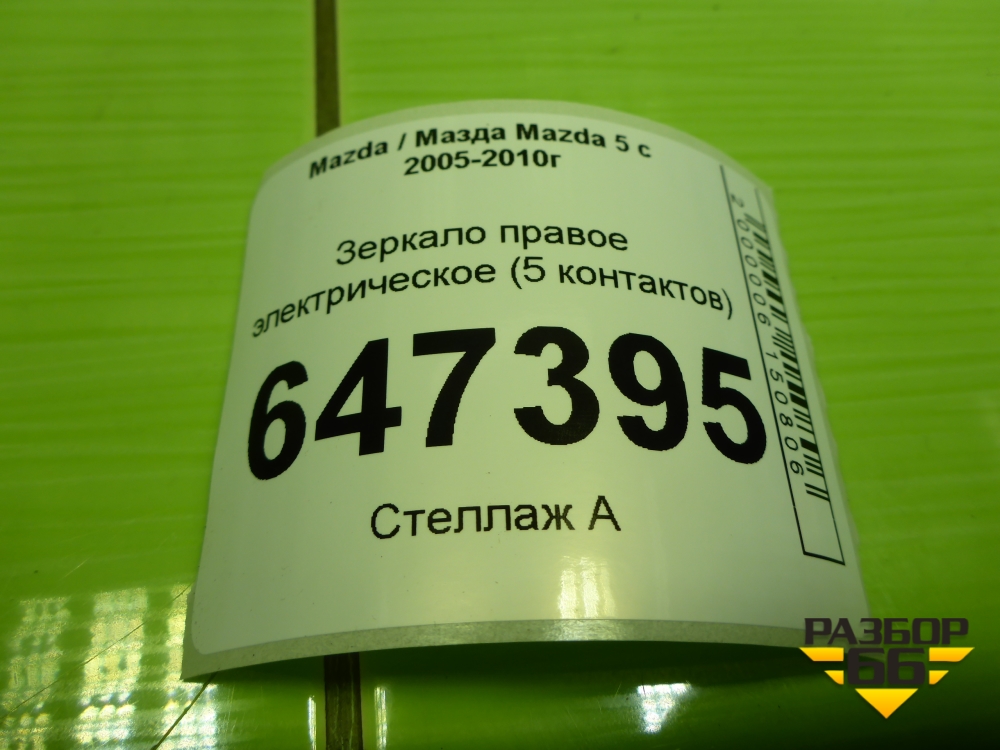 Mazda / Мазда Mazda 5 с
2005-2010г
Зеркало правое
электрическое (5 контактов)
647395
Стеллаж А
2000006150806
РАЗБОР
66